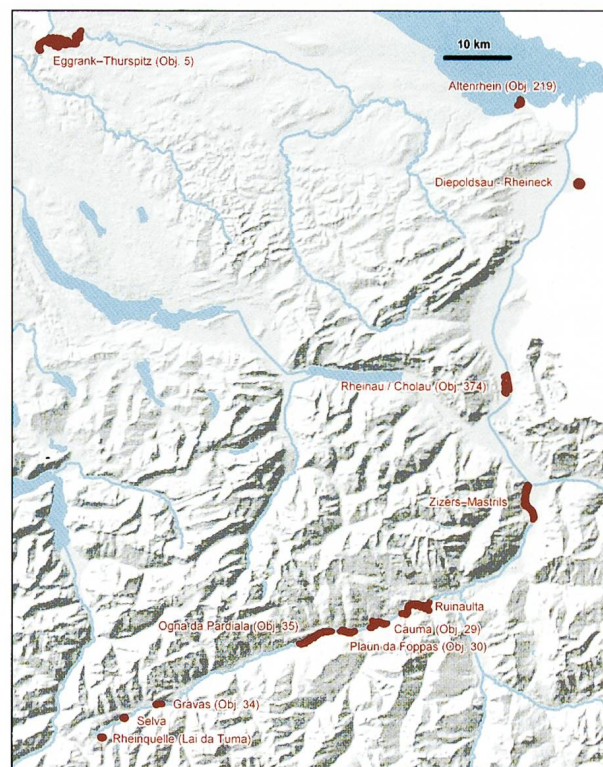 10 km
Eggrank–Thurspitz (Obj. 5)
Altenrhein (Obj. 219)
Diepoldsau - Rheineck
Rheinau / Cholau (Obj. 374)
Zizers–Mastrils
Ruinaulta
Ogna da Pardiala (Obj. 35)
Cauma (Obj. 29)
Plaun da Foppas (Obj. 30)
Gravas (Obj. 34)
Selva
Rheinquelle (Lai da Tuma)